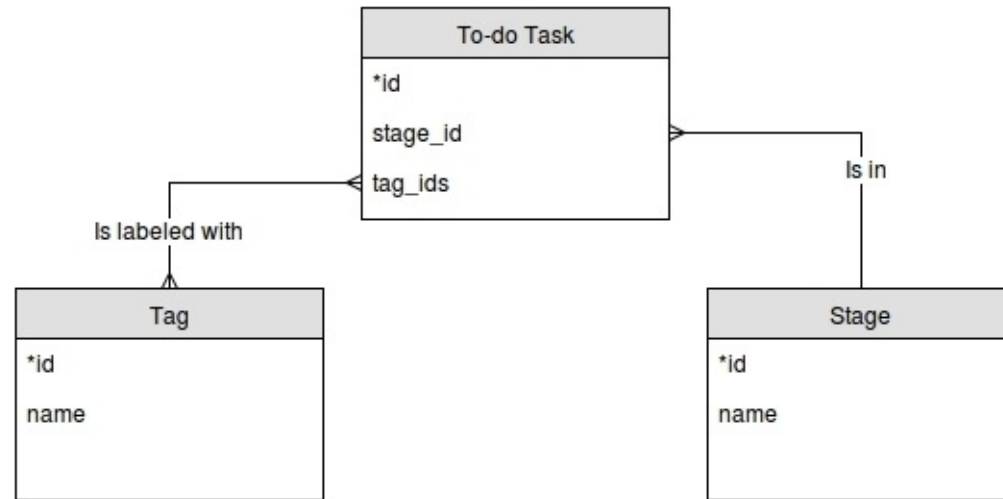 To-do Task
*id
stage_id
tag_ids
Is in
Is labeled with
Tag
*id
name
Stage
*id
name